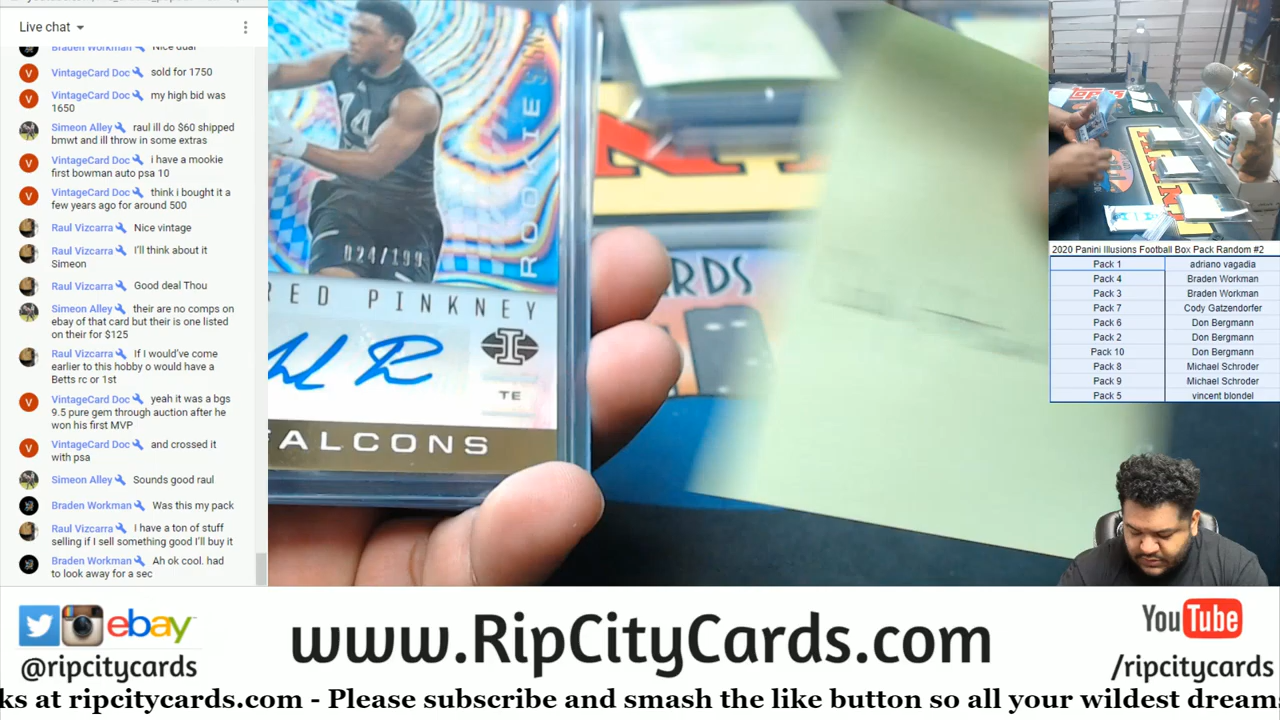 Live chat
Braden Workman Nice dual
VintageCard Doc sold for 1750
VintageCard Doc my high bid was
1650
Simeon Alley raul ill do $60 shipped
bmwt and ill throw in some extras
VintageCard Doc i have a mookie
first bowman auto psa 10
VintageCard Doc think i bought it a
few years ago for around 500
Raul Vizcarra Nice vintage
Raul Vizcarra I'll think about it
Simeon
Raul Vizcarra Good deal Thou
Simeon Alley their are no comps on
ebay of that card but their is one listed
on their for $125
Raul Vizcarra If I would've come
earlier to this hobby o would have a
Betts rc or 1st
VintageCard Doc yeah it was a bgs
9.5 pure gem through auction after he
won his first MVP
VintageCard Doc and crossed it
with psa
Simeon Alley Sounds good raul
Braden Workman Was this my pack
Raul Vizcarra I have a ton of stuff
selling if I sell something good I'll buy it
Braden Workman Ah ok cool. had
to look away for a sec
ROOKIE SIGNS
024/199
RED PINKNEY
I
TE
FALCONS
ARDS
topps
PANINI
2020 Panini Illusions Football Box Pack Random #2
Pack 1 adriano vagadia
Pack 4 Braden Workman
Pack 3 Braden Workman
Pack 7 Cody Gatzendorfer
Pack 6 Don Bergmann
Pack 2 Don Bergmann
Pack 10 Don Bergmann
Pack 8 Michael Schroder
Pack 9 Michael Schroder
Pack 5 vincent blondel
ebay
@ripcitycards
www.RipCityCards.com
YouTube
/ripcitycards
ks at ripcitycards.com - Please subscribe and smash the like button so all your wildest dream